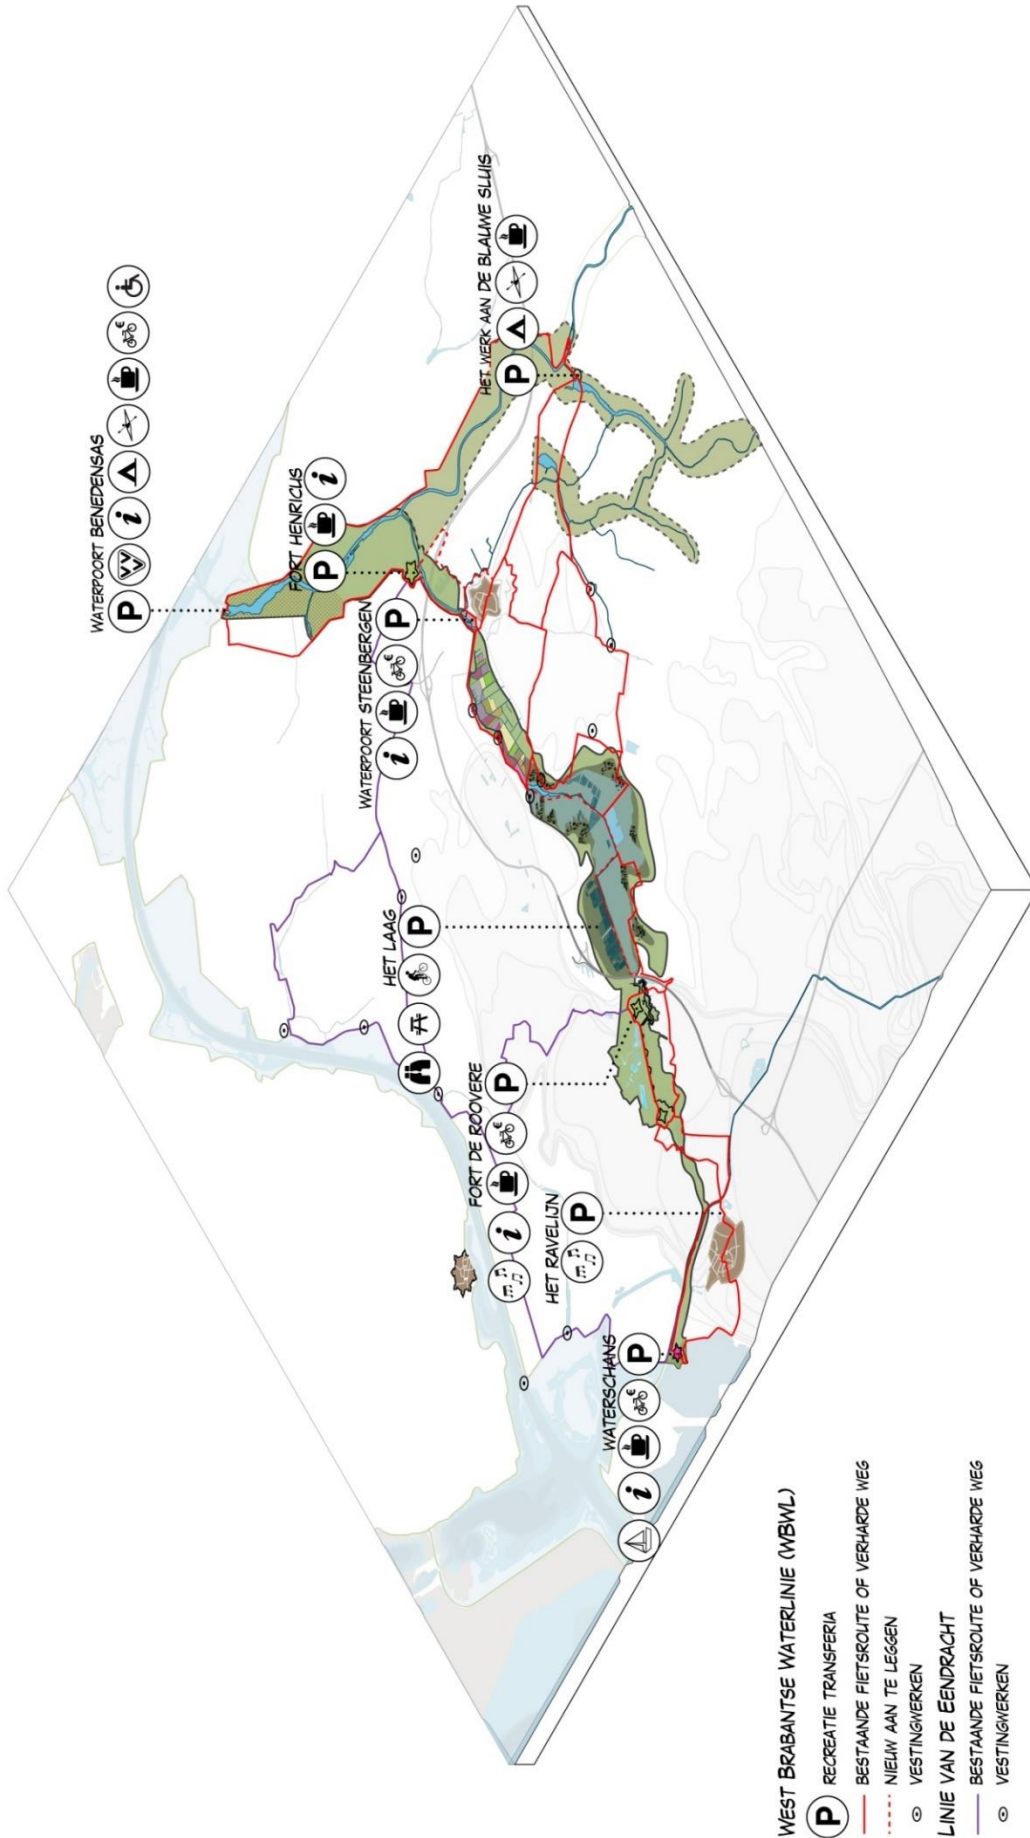 WATERPOORT BENEDENSAS
P W i €
HET WERK AAN DE BLAUWE SLUIS
P
FORT HENRICUS
P i
WATERPOORT STEENBERGEN
i € P
HET LAAG
P
FORT DE ROOVERE
i € P
HET RAVELIJN
P
WATERSCHANS
i € P
WEST BRABANTSE WATERLINIE (WBWL)
P RECREATIE TRANSFERIA
BESTAANDE FIETSROUTE OF VERHARDE WEG
NIEUW AAN TE LEGGEN
VESTINGWERKEN
LINIE VAN DE EENDRACHT
BESTAANDE FIETSROUTE OF VERHARDE WEG
VESTINGWERKEN